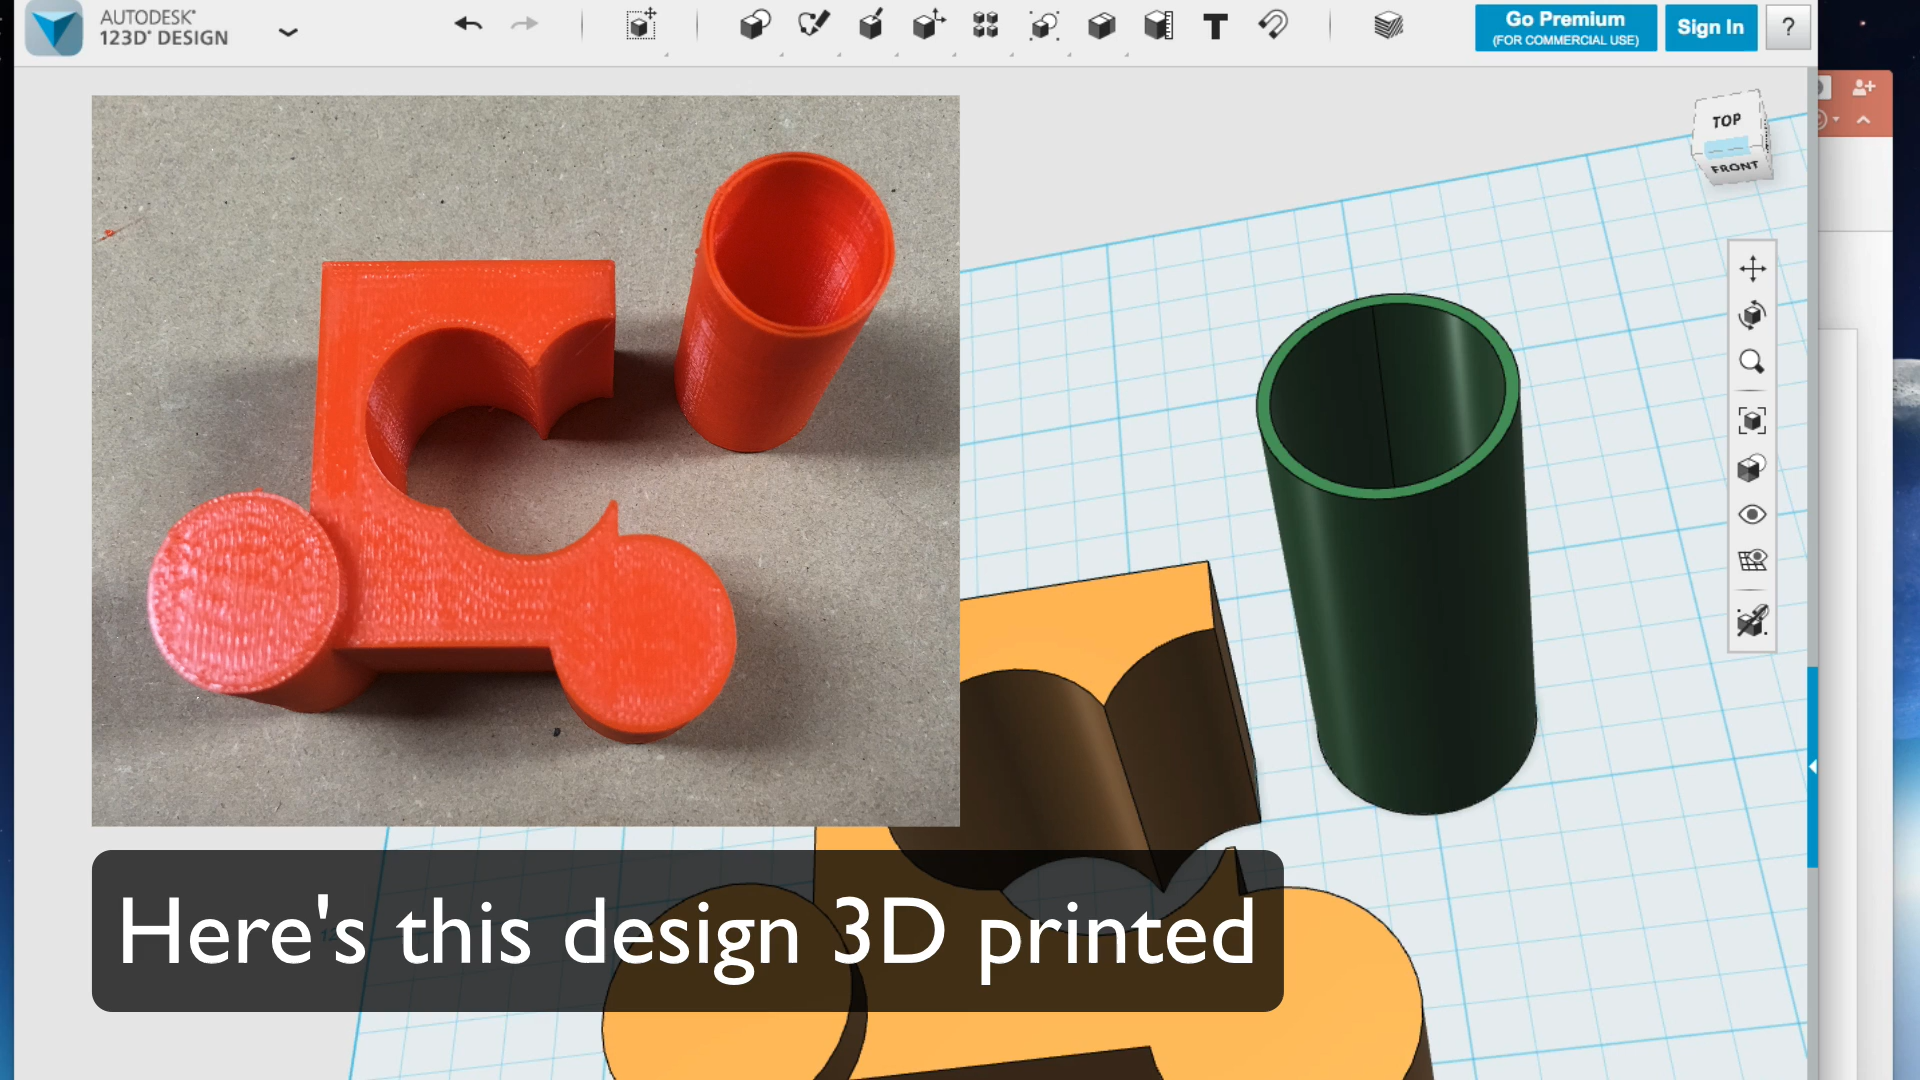 AUTODESK®
123D® DESIGN
Go Premium
(FOR COMMERCIAL USE)
Sign In
?
TOP
FRONT
Here's this design 3D printed